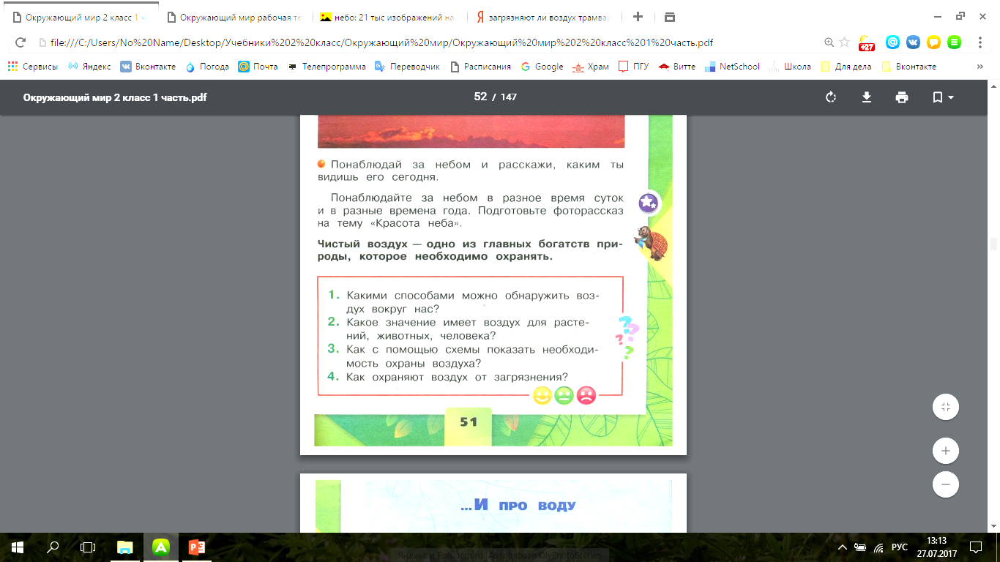 Окружающий мир 2 класс 1
Окружающий мир рабочая те
небо: 21 тыс изображений на
загрязняют ли воздух трамва
file:///C:/Users/No%20Name/Desktop/Учебники%202%20класс/Окружающий%20мир/Окружающий%20мир%202%20класс%201%20часть.pdf
+27
Сервисы Яндекс Вконтакте Погода Почта Телепрограмма Переводчик Расписания Google Храм ПГУ Витте NetSchool Школа Для дела Вконтакте »
Окружающий мир 2 класс 1 часть.pdf
52 / 147
Понаблюдай за небом и расскажи, каким ты
видишь его сегодня.
Понаблюдайте за небом в разное время суток
и в разные времена года. Подготовьте фоторассказ
на тему «Красота неба».
Чистый воздух — одно из главных богатств при-
роды, которое необходимо охранять.
1. Какими способами можно обнаружить воз-
дух вокруг нас?
2. Какое значение имеет воздух для расте-
ний, животных, человека?
3. Как с помощью схемы показать необходи-
мость охраны воздуха?
4. Как охраняют воздух от загрязнения?
? ? ? ?
51
...И ПРО ВОДУ
РУС
13:13
27.07.2017